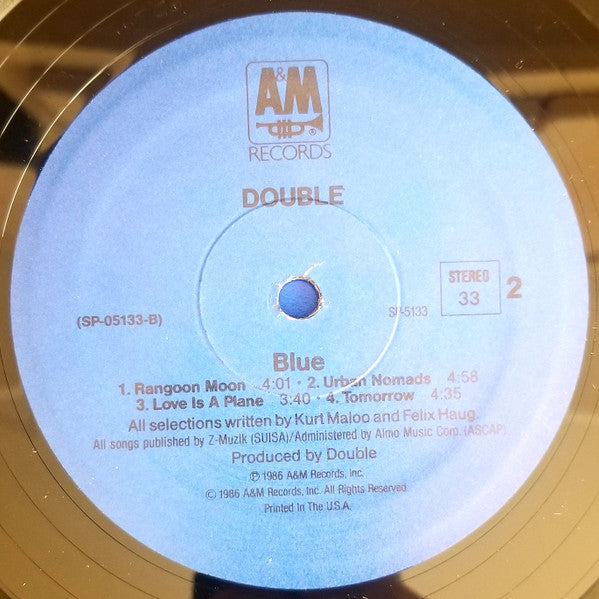 A&M
®
RECORDS
DOUBLE
STEREO
33
2
(SP-05133-B)
SP-5133
Blue
1. Rangoon Moon 4:01 · 2. Urban Nomads 4:58
3. Love Is A Plane 3:40 · 4. Tomorrow 4:35
All selections written by Kurt Maloo and Felix Haug.
All songs published by Z-Muzik (SUISA)/Administered by Almo Music Corp. (ASCAP)
Produced by Double
℗ 1986 A&M Records, Inc.
© 1986 A&M Records, Inc. All Rights Reserved.
Printed In The U.S.A.